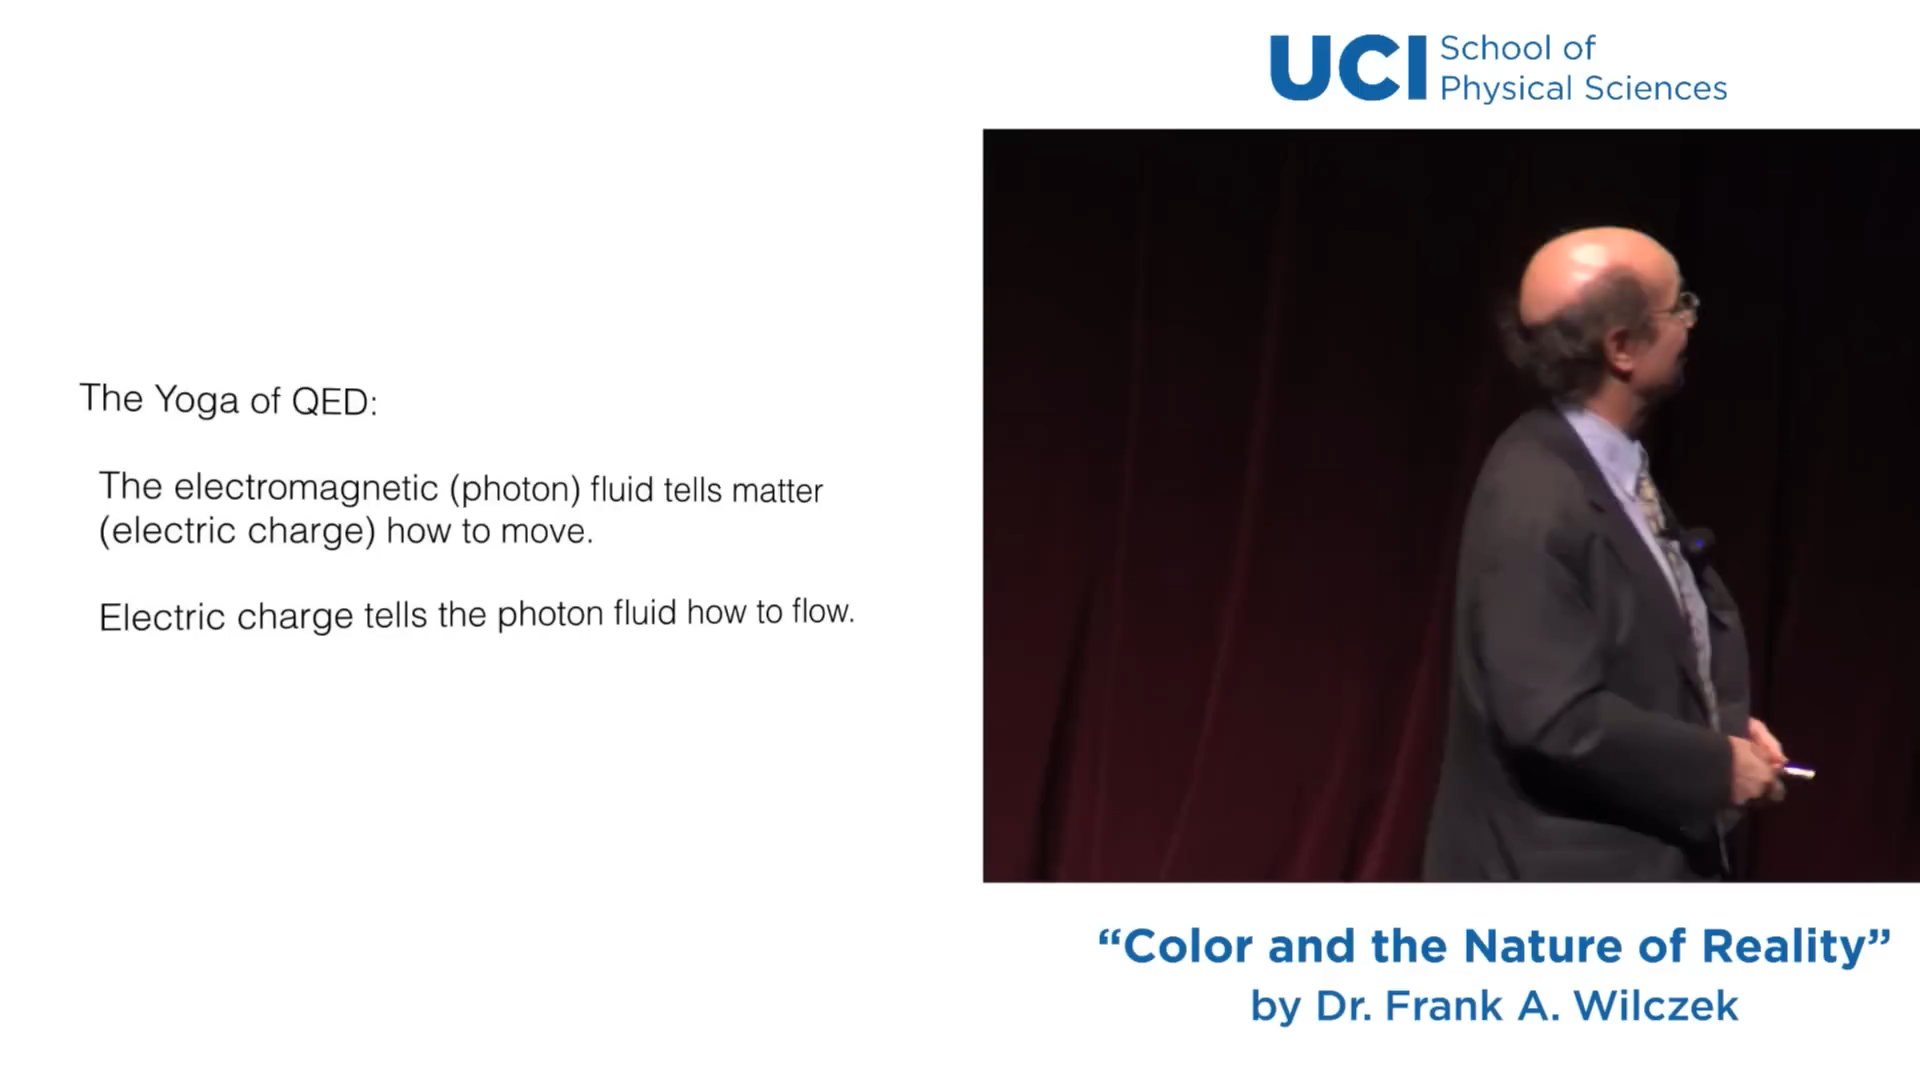 UCI School of
Physical Sciences
The Yoga of QED:
The electromagnetic (photon) fluid tells matter
(electric charge) how to move.
Electric charge tells the photon fluid how to flow.
“Color and the Nature of Reality”
by Dr. Frank A. Wilczek